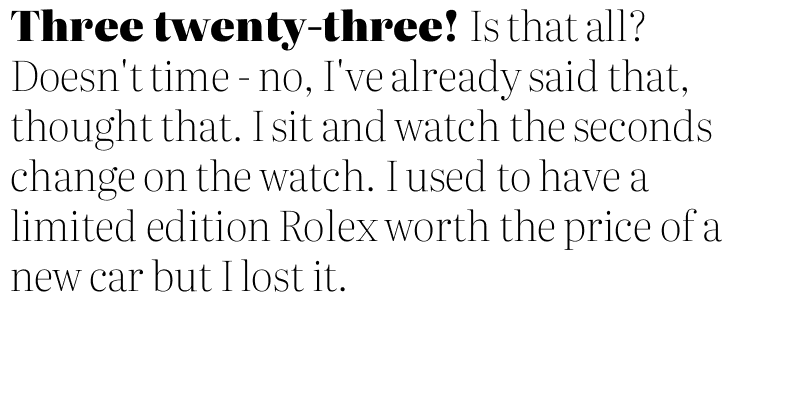 Three twenty-three! Is that all?
Doesn't time - no, I've already said that,
thought that. I sit and watch the seconds
change on the watch. I used to have a
limited edition Rolex worth the price of a
new car but I lost it.